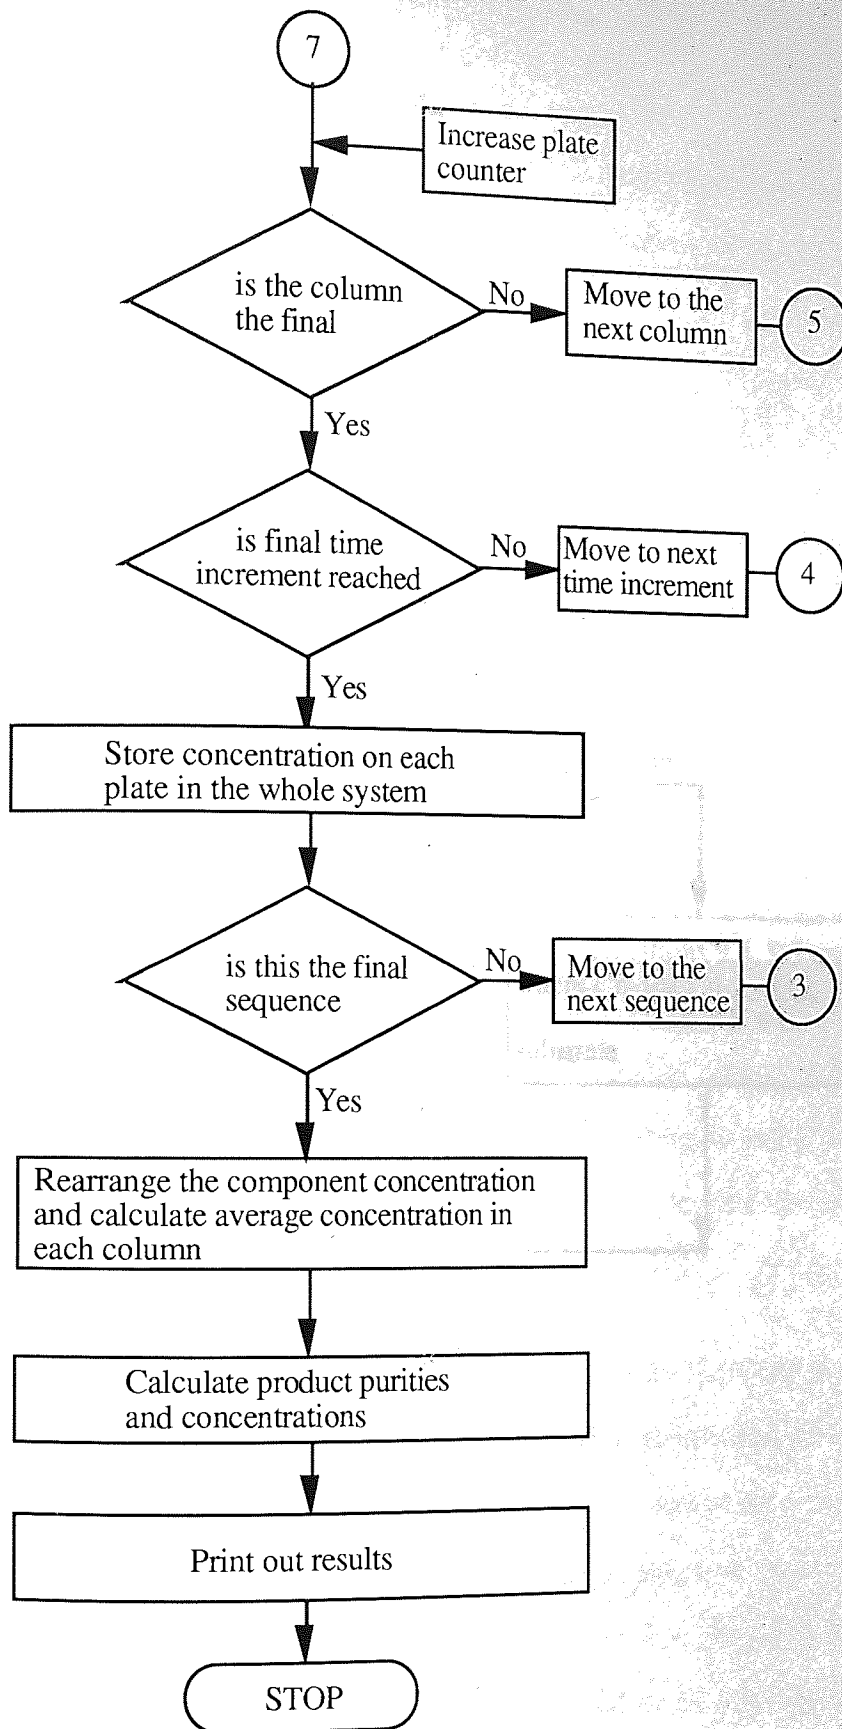 7
Increase plate
counter
is the column
the final
No
Move to the
next column
5
Yes
is final time
increment reached
No
Move to next
time increment
4
Yes
Store concentration on each
plate in the whole system
is this the final
sequence
No
Move to the
next sequence
3
Yes
Rearrange the component concentration
and calculate average concentration in
each column
Calculate product purities
and concentrations
Print out results
STOP